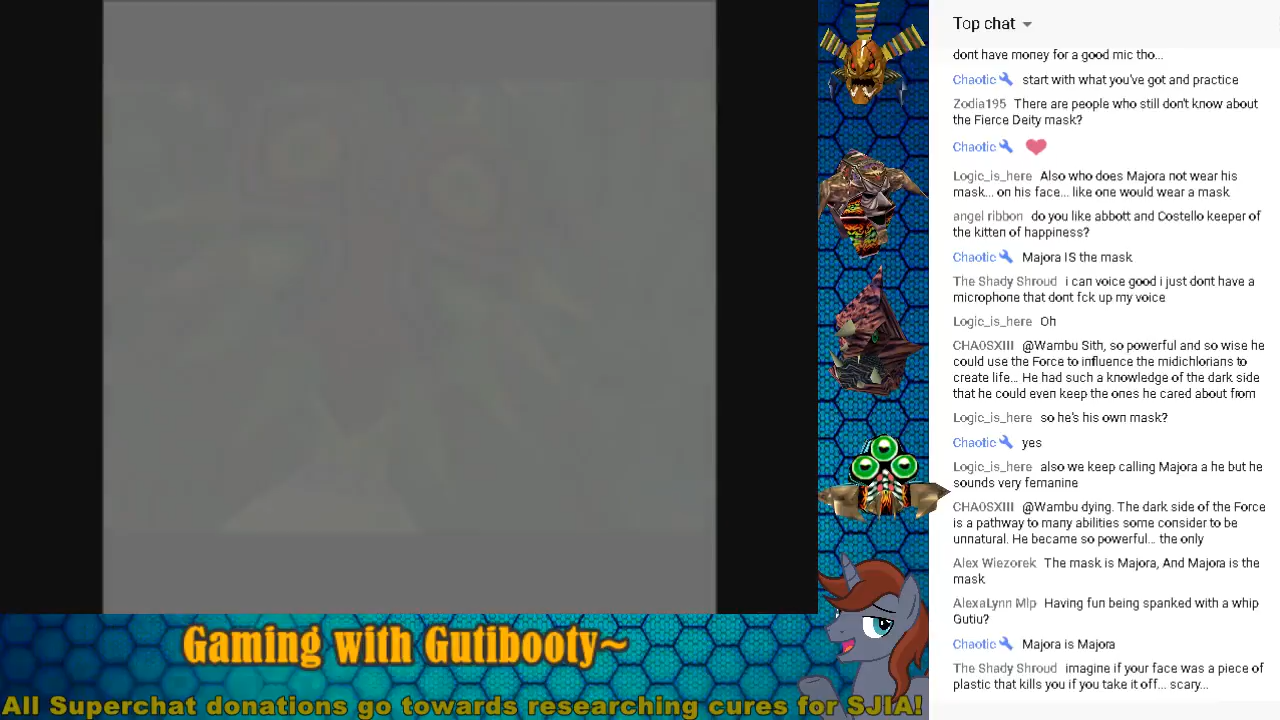 Top chat
dont have money for a good mic tho...
Chaotic start with what you've got and practice
Zodia195 There are people who still don't know about
the Fierce Deity mask?
Chaotic
Logic_is_here Also who does Majora not wear his
mask... on his face... like one would wear a mask
angel ribbon do you like abbott and Costello keeper of
the kitten of happiness?
Chaotic Majora IS the mask
The Shady Shroud i can voice good i just dont have a
microphone that dont fck up my voice
Logic_is_here Oh
CHA0SXIII @Wambu Sith, so powerful and so wise he
could use the Force to influence the midichlorians to
create life... He had such a knowledge of the dark side
that he could even keep the ones he cared about from
Logic_is_here so he's his own mask?
Chaotic yes
Logic_is_here also we keep calling Majora a he but he
sounds very femanine
CHA0SXIII @Wambu dying. The dark side of the Force
is a pathway to many abilities some consider to be
unnatural. He became so powerful... the only
Alex Wiezorek The mask is Majora, And Majora is the
mask
AlexaLynn Mlp Having fun being spanked with a whip
Gutiu?
Chaotic Majora is Majora
The Shady Shroud imagine if your face was a piece of
plastic that kills you if you take it off... scary...
Gaming with Gutibooty~
All Superchat donations go towards researching cures for SJIA!